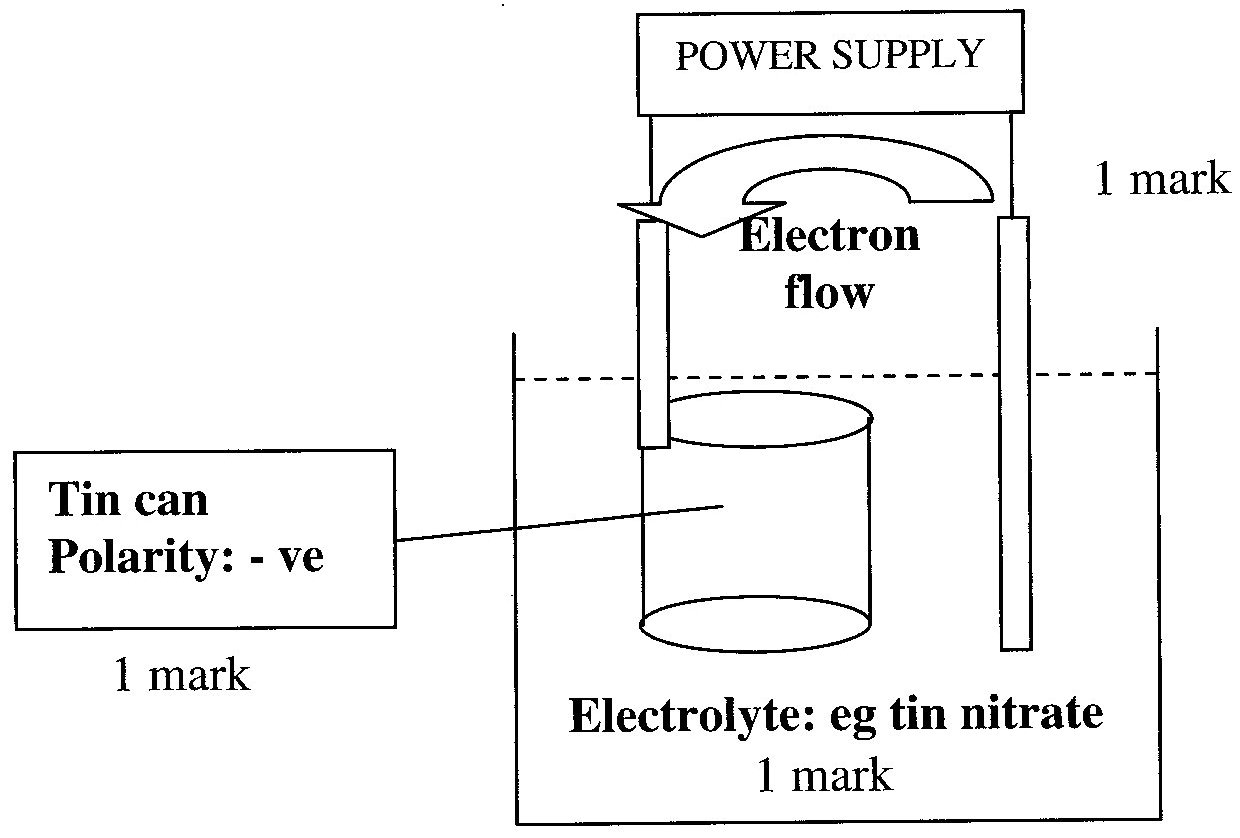 POWER SUPPLY
1 mark
Electron
flow
Tin can
Polarity: - ve
1 mark
Electrolyte: eg tin nitrate
1 mark